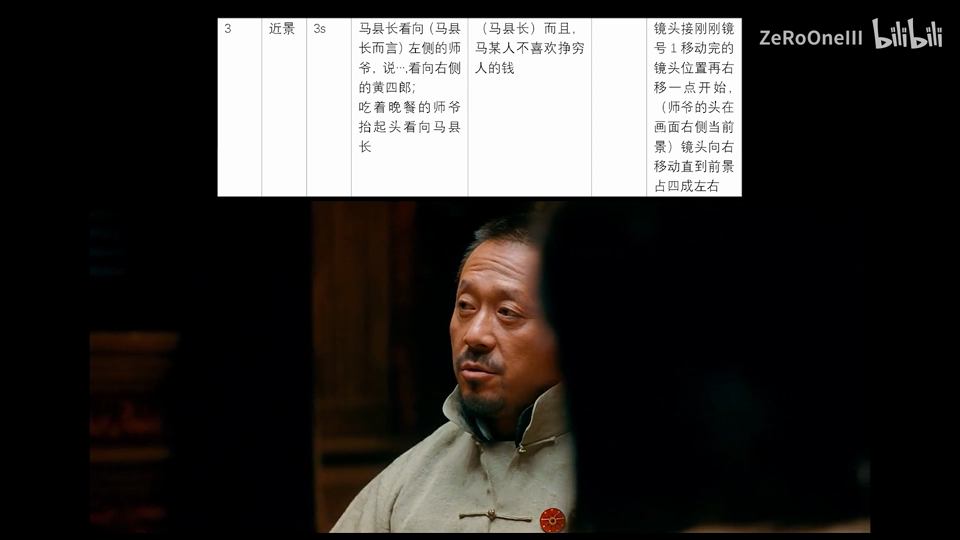 3
近景
3s
马县长看向（马县
长而言）左侧的师
爷，说…,看向右侧
的黄四郎；
吃着晚餐的师爷
抬起头看向马县
长
（马县长）而且，
马某人不喜欢挣穷
人的钱
镜头接刚刚镜
号 1 移动完的
镜头位置再右
移一点开始，
（师爷的头在
画面右侧当前
景）镜头向右
移动直到前景
占四成左右
ZeRoOneIII bilibili